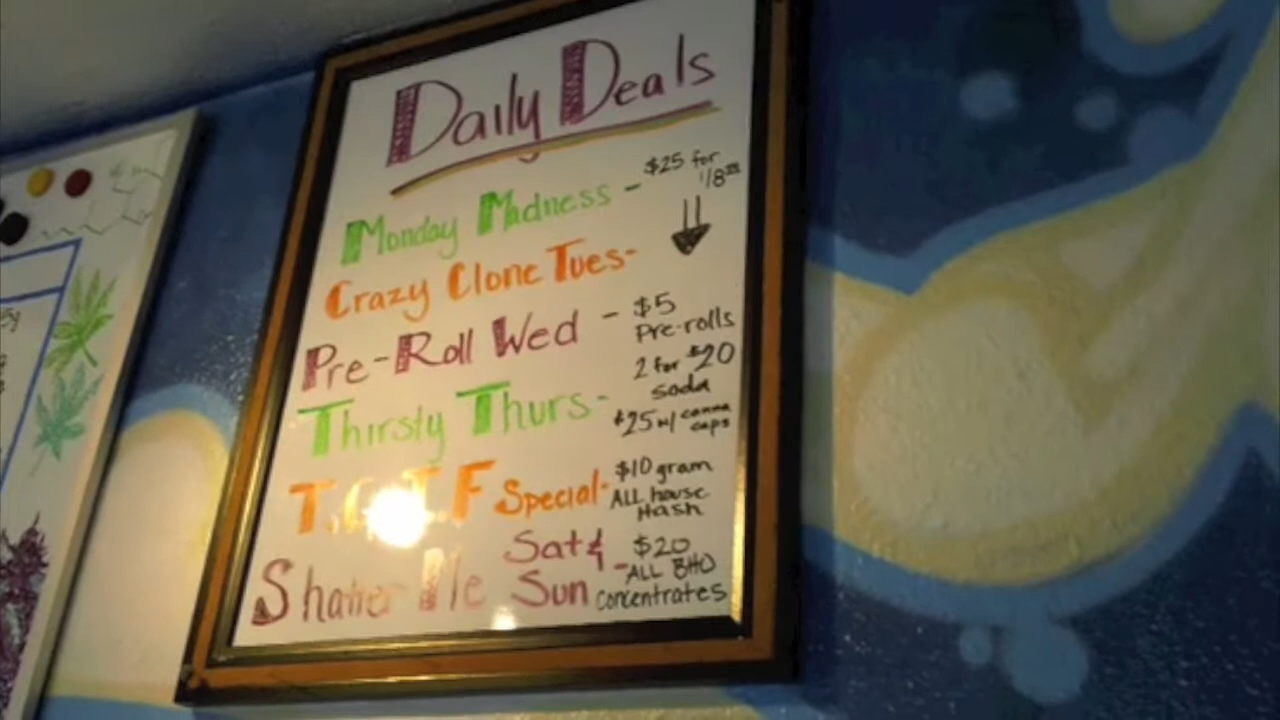 Daily Deals
Monday Madness - $25 for 1/8ths
Crazy Clone Tues-
Pre-Roll Wed - $5 Pre-rolls
Thirsty Thurs- 2 for $20 soda
$25 w/ canna caps
T.G.I.F Special- $10 gram
ALL house Hash
Shatter Me Sat & Sun - $20
ALL BHO
concentrates